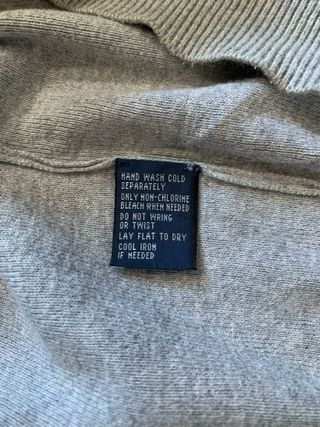 HAND WASH COLD
SEPARATELY
ONLY NON-CHLORINE
BLEACH WHEN NEEDED
DO NOT WRING
OR TWIST
LAY FLAT TO DRY
COOL IRON
IF NEEDED